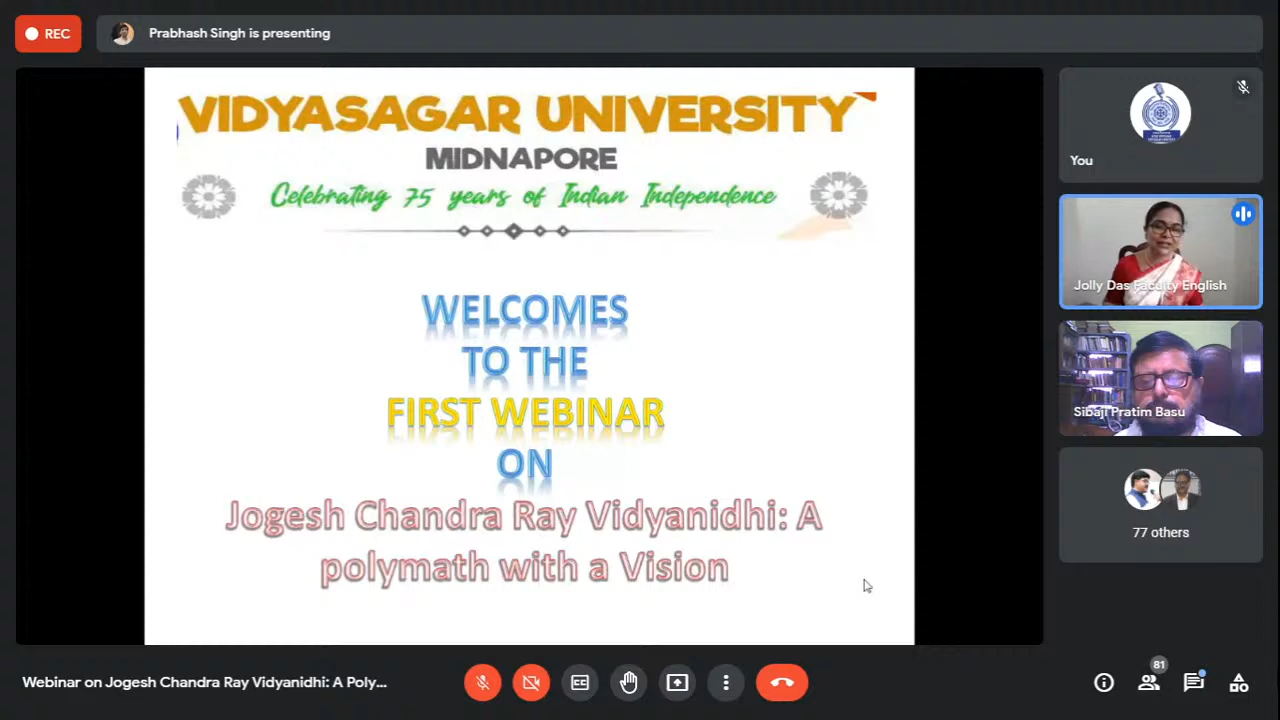 REC
Prabhash Singh is presenting
VIDYASAGAR UNIVERSITY
MIDNAPORE
Celebrating 75 years of Indian Independence
WELCOMES
TO THE
FIRST WEBINAR
ON
Jogesh Chandra Ray Vidyanidhi: A
polymath with a Vision
You
Jolly Das Faculty English
Sibaji Pratim Basu
77 others
Webinar on Jogesh Chandra Ray Vidyanidhi: A Poly...
CC
81